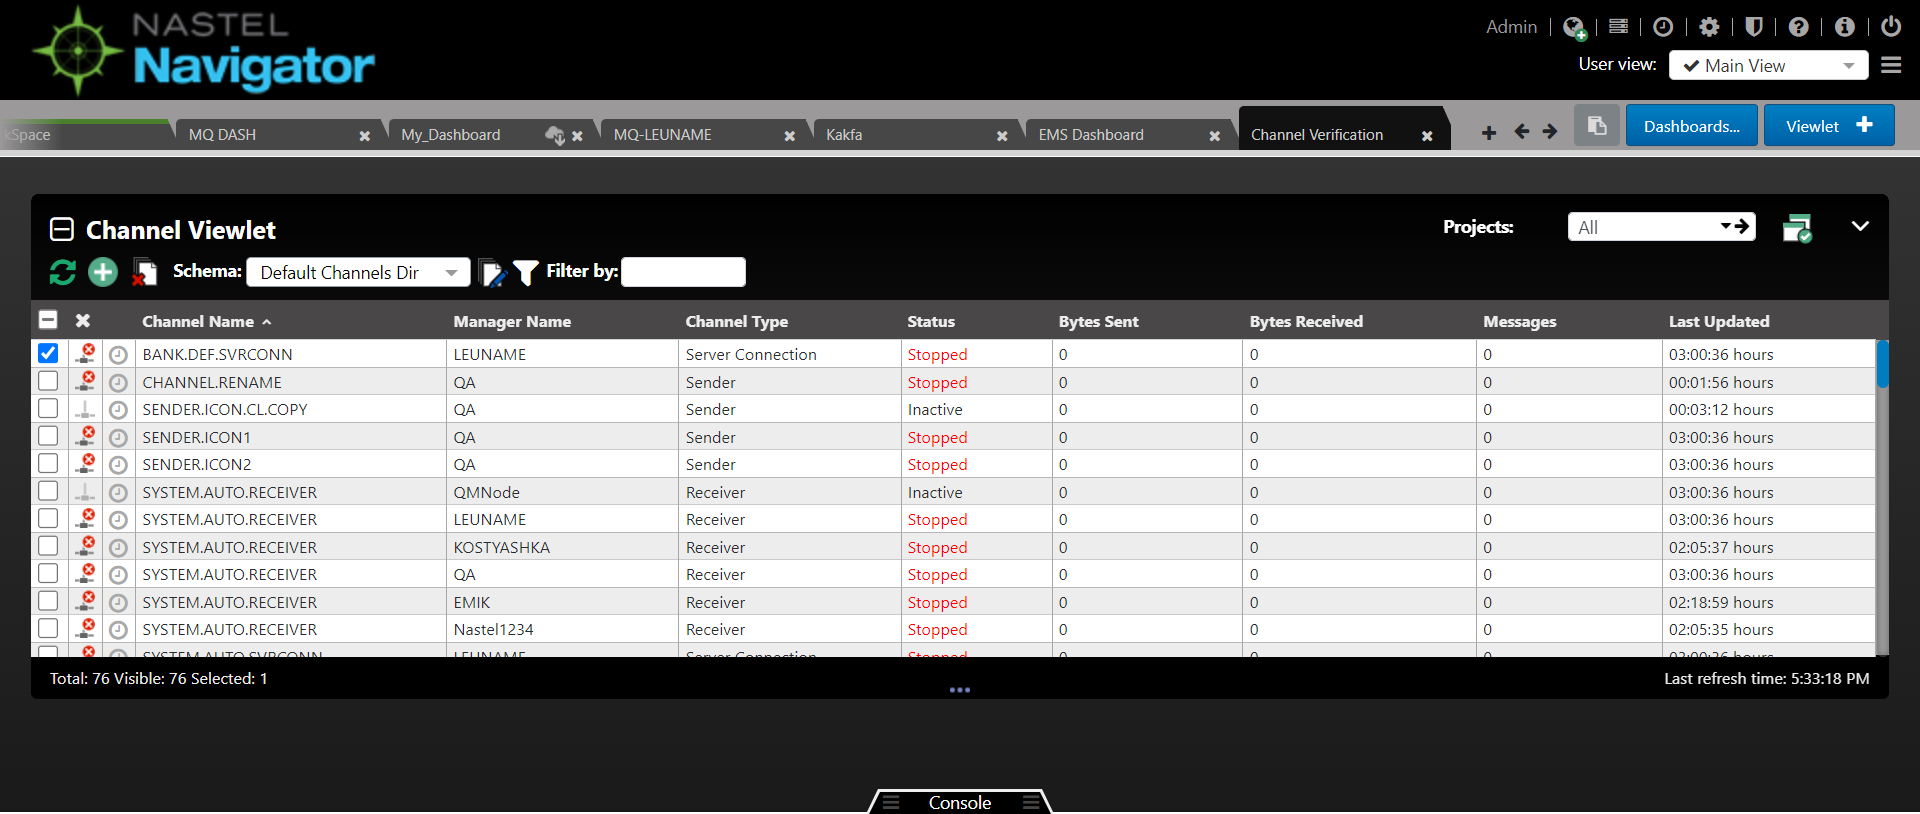 NASTEL
Navigator
Admin
User view: Main View
kSpace
MQ DASH
My_Dashboard
MQ-LEUNAME
Kakfa
EMS Dashboard
Channel Verification
Dashboards...
Viewlet
Channel Viewlet
Projects: All
Schema: Default Channels Dir Filter by:
Channel Name Manager Name Channel Type Status Bytes Sent Bytes Received Messages Last Updated
BANK.DEF.SVRCONN LEUNAME Server Connection Stopped 0 0 0 03:00:36 hours
CHANNEL.RENAME QA Sender Stopped 0 0 0 00:01:56 hours
SENDER.ICON.CL.COPY QA Sender Inactive 0 0 0 00:03:12 hours
SENDER.ICON1 QA Sender Stopped 0 0 0 03:00:36 hours
SENDER.ICON2 QA Sender Stopped 0 0 0 03:00:36 hours
SYSTEM.AUTO.RECEIVER QMNode Receiver Inactive 0 0 0 03:00:36 hours
SYSTEM.AUTO.RECEIVER LEUNAME Receiver Stopped 0 0 0 03:00:36 hours
SYSTEM.AUTO.RECEIVER KOSTYASHKA Receiver Stopped 0 0 0 02:05:37 hours
SYSTEM.AUTO.RECEIVER QA Receiver Stopped 0 0 0 03:00:36 hours
SYSTEM.AUTO.RECEIVER EMIK Receiver Stopped 0 0 0 02:18:59 hours
SYSTEM.AUTO.RECEIVER Nastel1234 Receiver Stopped 0 0 0 02:05:35 hours
SYSTEM.AUTO.SVRCONN LEUNAME Server Connection Stopped 0 0 0 03:00:36 hours
Total: 76 Visible: 76 Selected: 1
Last refresh time: 5:33:18 PM
Console